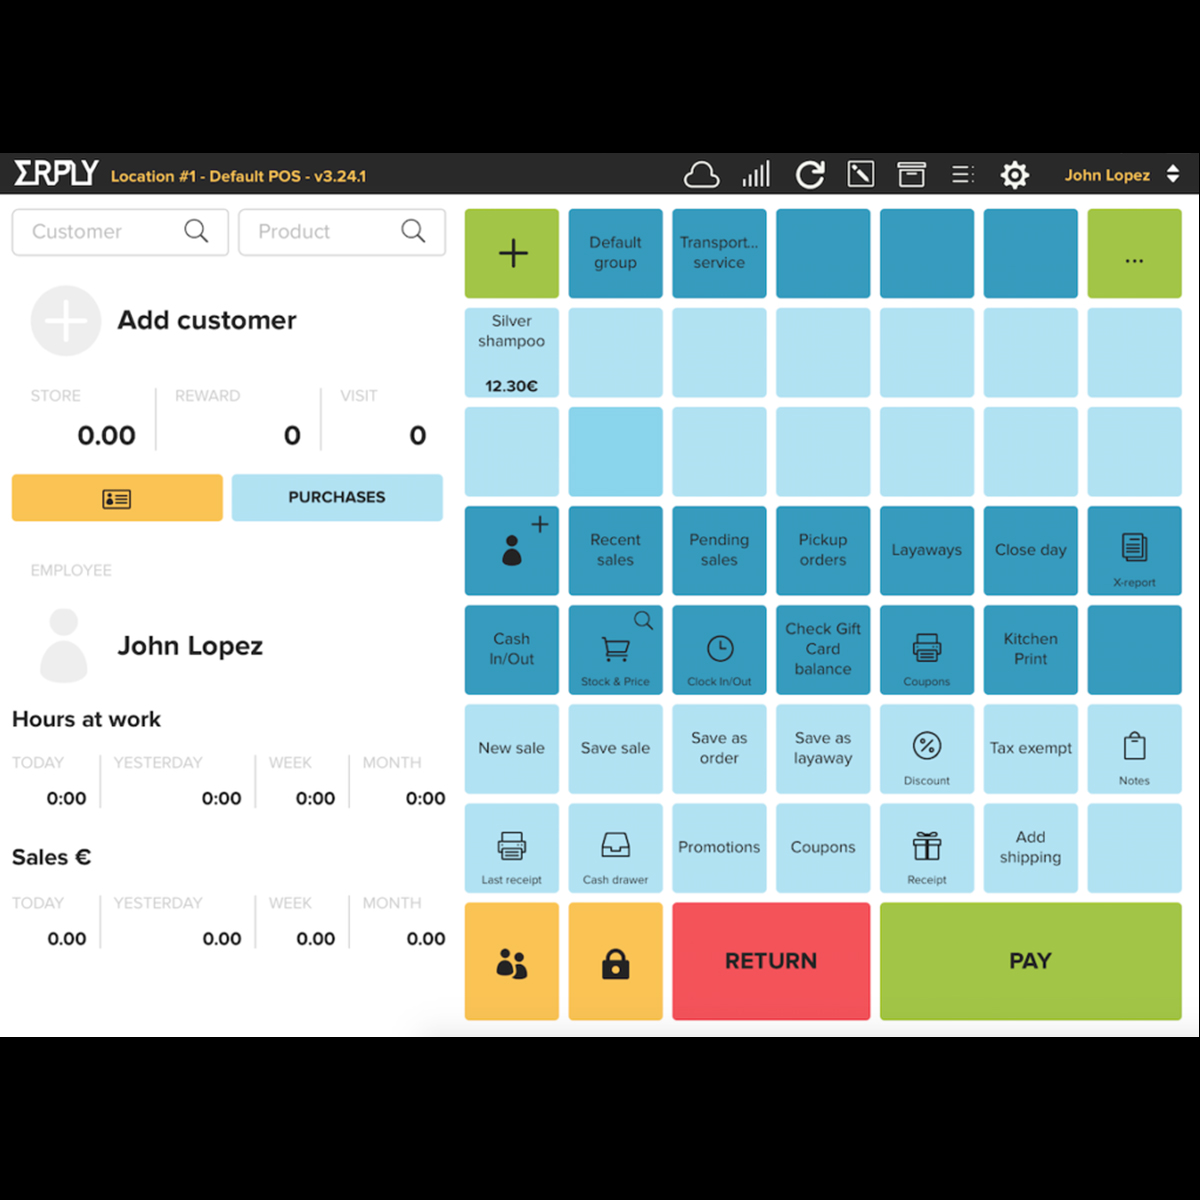 ERPLY Location #1 - Default POS - v3.24.1 John Lopez
Customer Product
Add customer
STORE REWARD VISIT
0.00 0 0
PURCHASES
EMPLOYEE
John Lopez
Hours at work
TODAY YESTERDAY WEEK MONTH
0:00 0:00 0:00 0:00
Sales €
TODAY YESTERDAY WEEK MONTH
0.00 0.00 0.00 0.00
+
Default
group
Transport...
service
...
Silver
shampoo
12.30€
Recent
sales
Pending
sales
Pickup
orders
Layaways
Close day
X-report
Cash
In/Out
Stock & Price
Clock In/Out
Check Gift
Card
balance
Coupons
Kitchen
Print
New sale
Save sale
Save as
order
Save as
layaway
Discount
Tax exempt
Notes
Last receipt
Cash drawer
Promotions
Coupons
Receipt
Add
shipping
RETURN
PAY